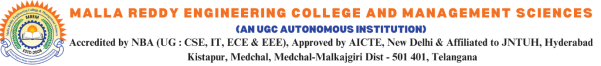 MALLA REDDY ENGINEERING COLLEGE AND MANAGEMENT SCIENCES
(AN UGC AUTONOMOUS INSTITUTION)
Accredited by NBA (UG : CSE, IT, ECE & EEE), Approved by AICTE, New Delhi & Affiliated to JNTUH, Hyderabad
Kistapur, Medchal, Medchal-Malkajgiri Dist - 501 401, Telangana